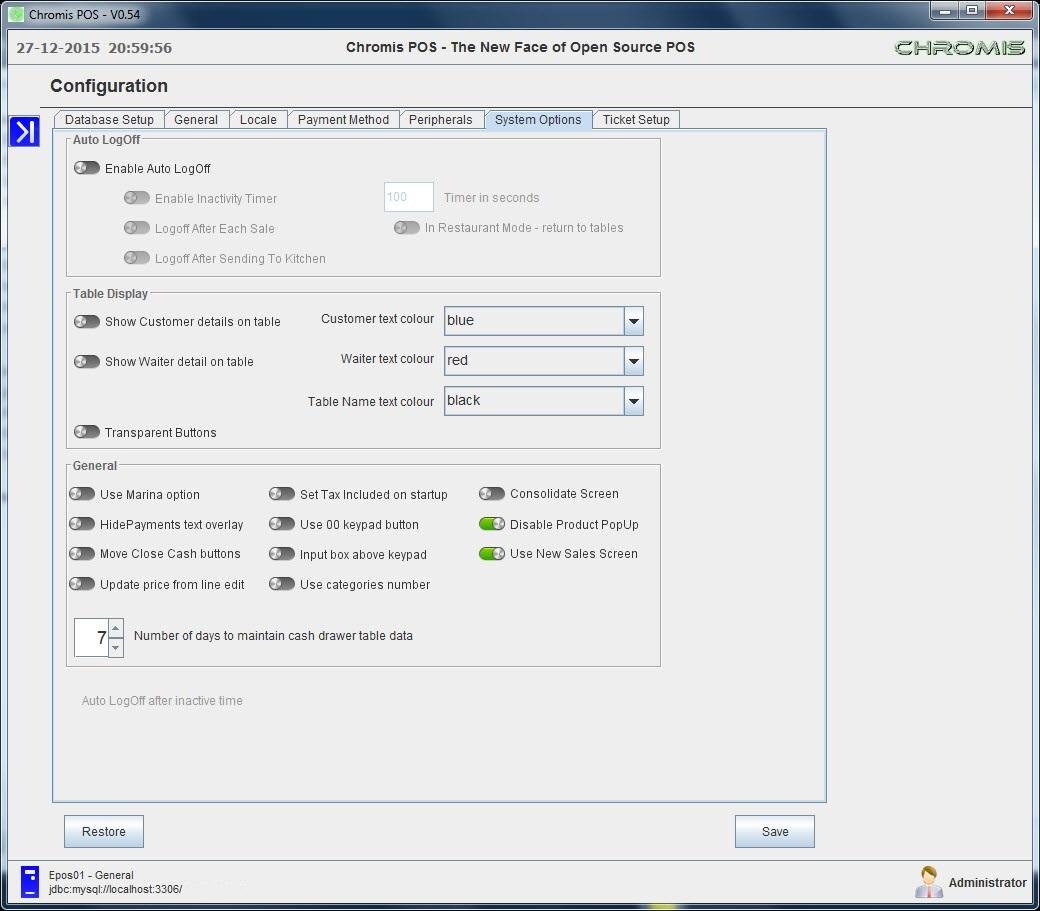 Chromis POS - V0.54
27-12-2015 20:59:56
Chromis POS - The New Face of Open Source POS
CHROMIS
Configuration
Database Setup
General
Locale
Payment Method
Peripherals
System Options
Ticket Setup
Auto LogOff
Enable Auto LogOff
Enable Inactivity Timer
100
Timer in seconds
Logoff After Each Sale
In Restaurant Mode - return to tables
Logoff After Sending To Kitchen
Table Display
Show Customer details on table
Customer text colour
blue
Show Waiter detail on table
Waiter text colour
red
Table Name text colour
black
Transparent Buttons
General
Use Marina option
Set Tax Included on startup
Consolidate Screen
HidePayments text overlay
Use 00 keypad button
Disable Product PopUp
Move Close Cash buttons
Input box above keypad
Use New Sales Screen
Update price from line edit
Use categories number
7
Number of days to maintain cash drawer table data
Auto LogOff after inactive time
Restore
Save
Epos01 - General
jdbc:mysql://localhost:3306/
Administrator